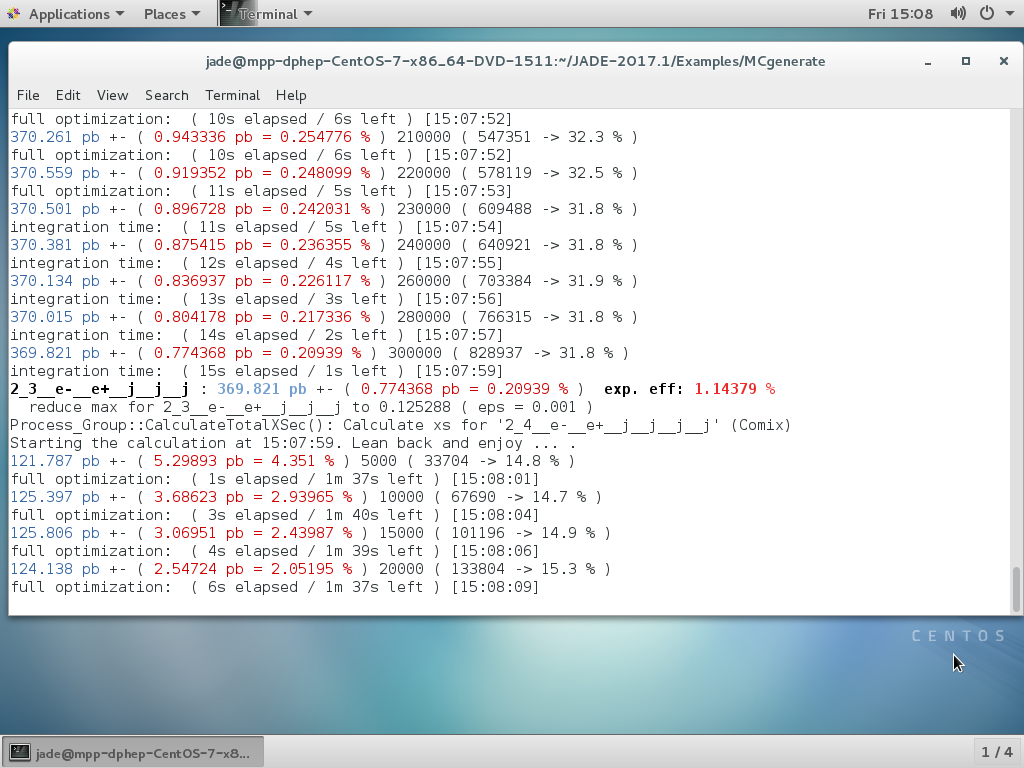 Applications Places Terminal Fri 15:08
jade@mpp-dphep-CentOS-7-x86_64-DVD-1511:~/JADE-2017.1/Examples/MCgenerate
File Edit View Search Terminal Help
full optimization:  ( 10s elapsed / 6s left ) [15:07:52]
370.261 pb +- ( 0.943336 pb = 0.254776 % ) 210000 ( 547351 -> 32.3 % )
full optimization:  ( 10s elapsed / 6s left ) [15:07:52]
370.559 pb +- ( 0.919352 pb = 0.248099 % ) 220000 ( 578119 -> 32.5 % )
full optimization:  ( 11s elapsed / 5s left ) [15:07:53]
370.501 pb +- ( 0.896728 pb = 0.242031 % ) 230000 ( 609488 -> 31.8 % )
integration time:  ( 11s elapsed / 5s left ) [15:07:54]
370.381 pb +- ( 0.875415 pb = 0.236355 % ) 240000 ( 640921 -> 31.8 % )
integration time:  ( 12s elapsed / 4s left ) [15:07:55]
370.134 pb +- ( 0.836937 pb = 0.226117 % ) 260000 ( 703384 -> 31.9 % )
integration time:  ( 13s elapsed / 3s left ) [15:07:56]
370.015 pb +- ( 0.804178 pb = 0.217336 % ) 280000 ( 766315 -> 31.8 % )
integration time:  ( 14s elapsed / 2s left ) [15:07:57]
369.821 pb +- ( 0.774368 pb = 0.20939 % ) 300000 ( 828937 -> 31.8 % )
integration time:  ( 15s elapsed / 1s left ) [15:07:59]
2_3__e-__e+__j__j__j : 369.821 pb +- ( 0.774368 pb = 0.20939 % )  exp. eff: 1.14379 %
  reduce max for 2_3__e-__e+__j__j__j to 0.125288 ( eps = 0.001 )
Process_Group::CalculateTotalXSec(): Calculate xs for '2_4__e-__e+__j__j__j__j' (Comix)
Starting the calculation at 15:07:59. Lean back and enjoy ... .
121.787 pb +- ( 5.29893 pb = 4.351 % ) 5000 ( 33704 -> 14.8 % )
full optimization:  ( 1s elapsed / 1m 37s left ) [15:08:01]
125.397 pb +- ( 3.68623 pb = 2.93965 % ) 10000 ( 67690 -> 14.7 % )
full optimization:  ( 3s elapsed / 1m 40s left ) [15:08:04]
125.806 pb +- ( 3.06951 pb = 2.43987 % ) 15000 ( 101196 -> 14.9 % )
full optimization:  ( 4s elapsed / 1m 39s left ) [15:08:06]
124.138 pb +- ( 2.54724 pb = 2.05195 % ) 20000 ( 133804 -> 15.3 % )
full optimization:  ( 6s elapsed / 1m 37s left ) [15:08:09]
CENTOS
jade@mpp-dphep-CentOS-7-x8... 1 / 4